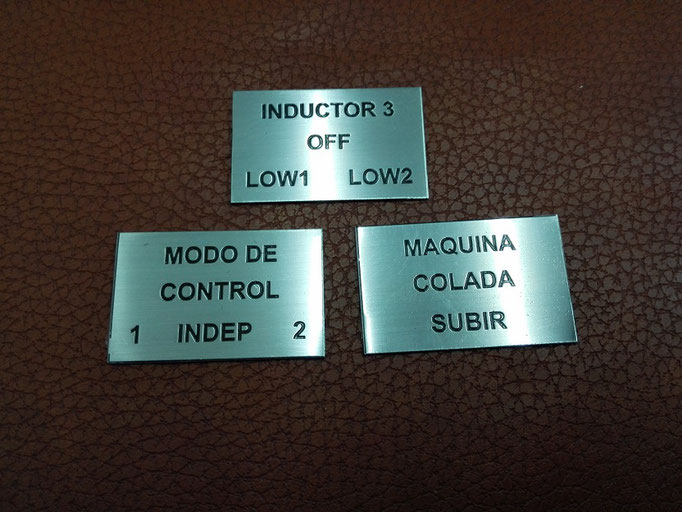 INDUCTOR 3
OFF
LOW1 LOW2
MODO DE
CONTROL
1 INDEP 2
MAQUINA
COLADA
SUBIR